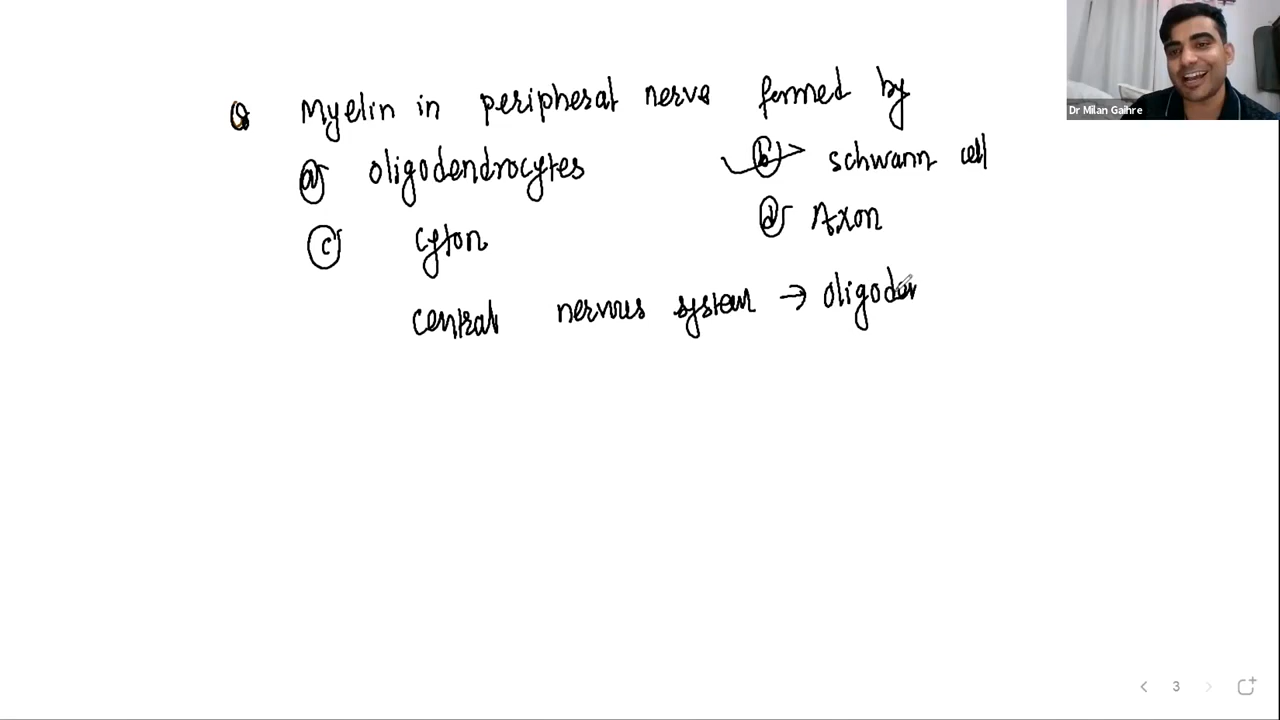 Q Myelin in peripheral nerve formed by
a) oligodendrocytes
b) schwann cell
c) cyton
d) Axon
central nervous system → oligoden
Dr Milan Gaihre
3